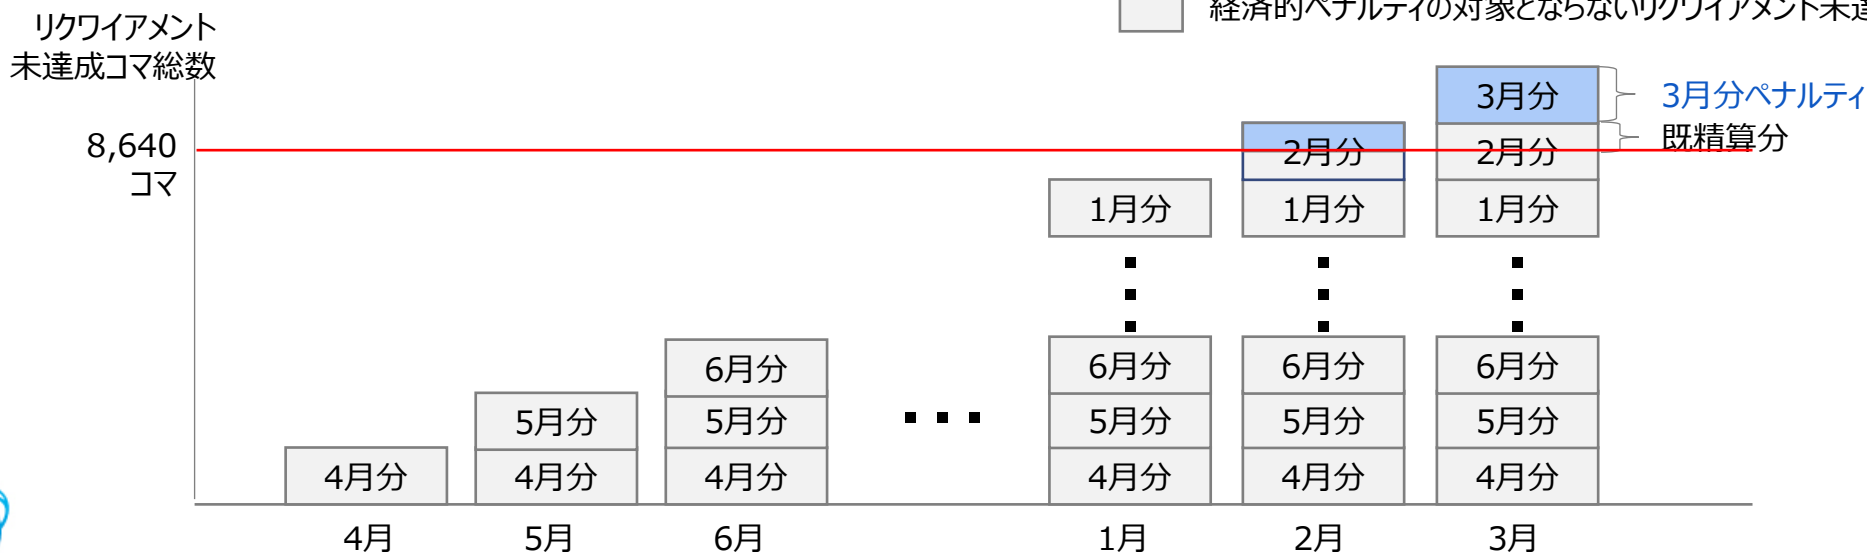 経済的ペナルティの対象とならないリクワイアメント未達
リクワイアメント
未達成コマ総数
8,640
コマ
3月分
3月分ペナルティ
2月分 2月分 既精算分
1月分 1月分 1月分
6月分 6月分 6月分 6月分
5月分 5月分 5月分 5月分 5月分
4月分 4月分 4月分 4月分 4月分 4月分
4月 5月 6月 1月 2月 3月